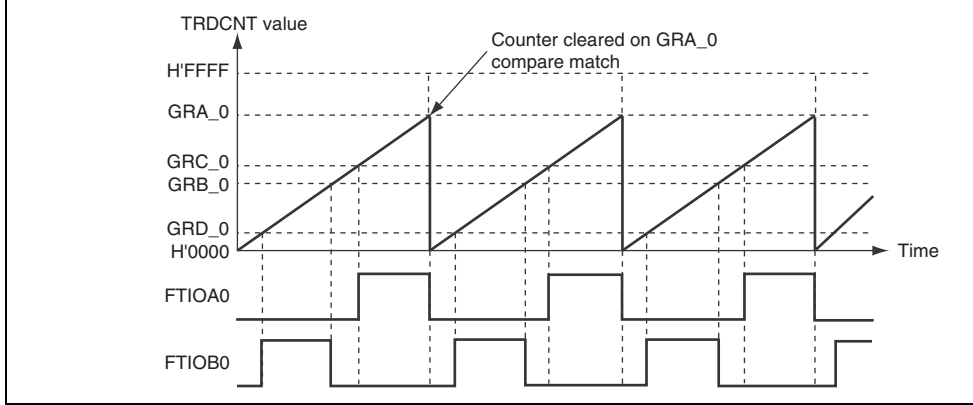 TRDCNT value
Counter cleared on GRA_0
compare match
H'FFFF
GRA_0
GRC_0
GRB_0
GRD_0
H'0000
Time
FTIOA0
FTIOB0